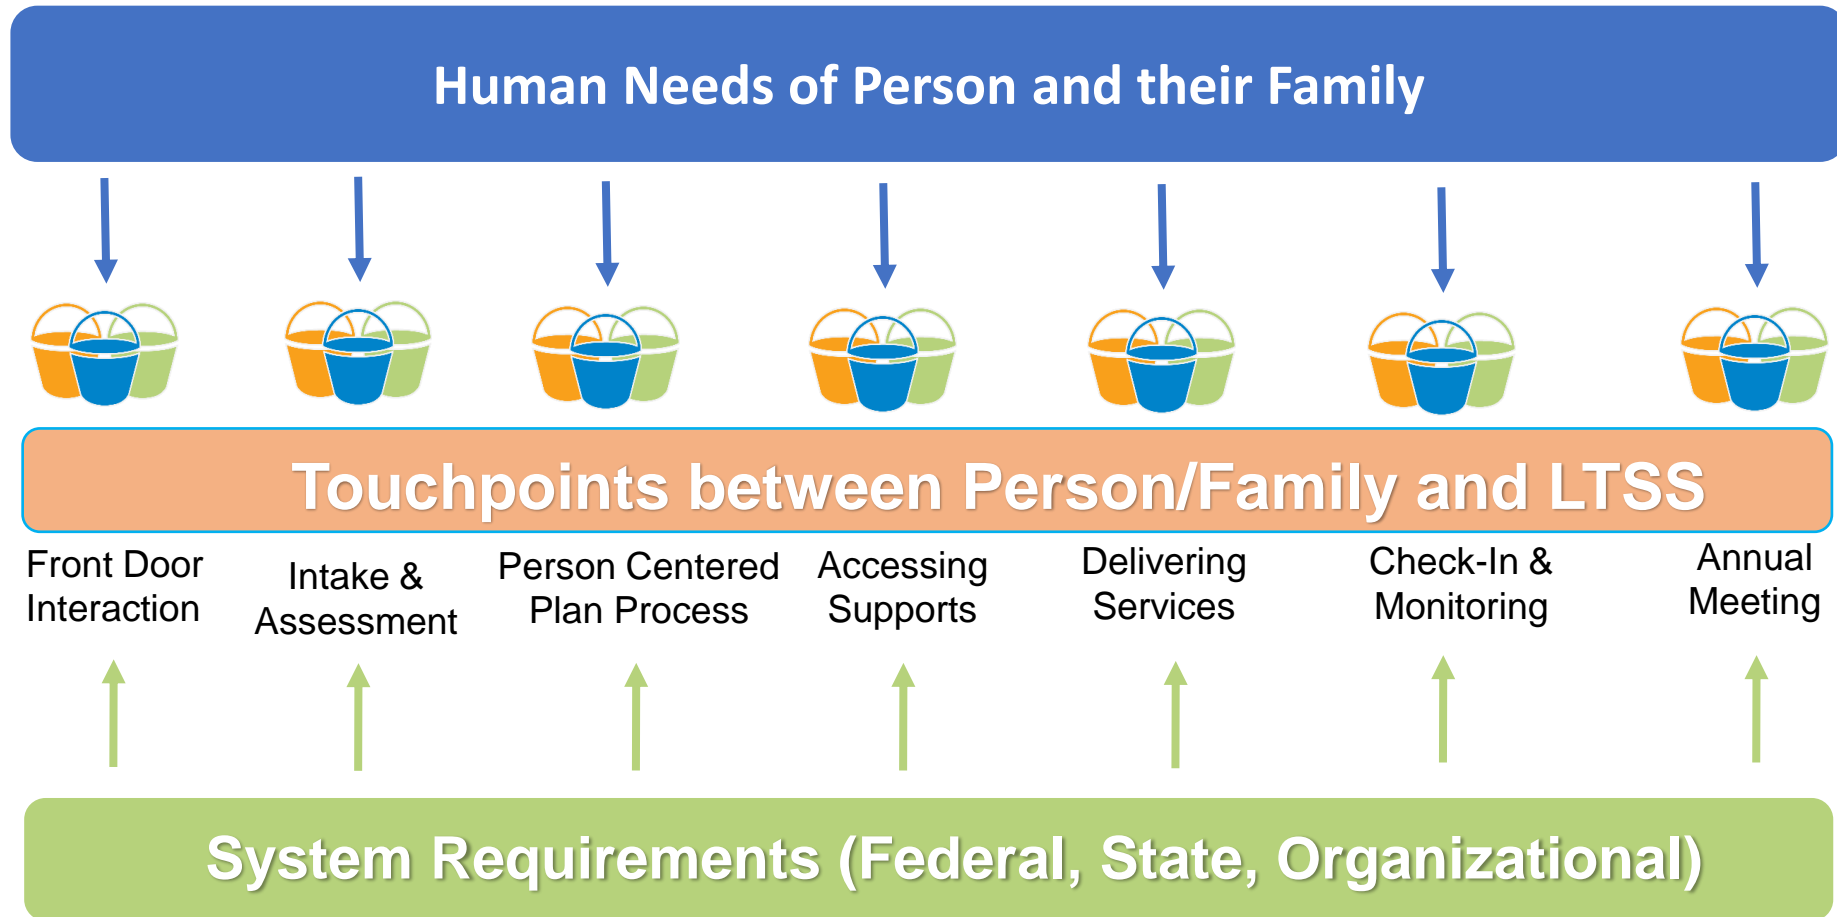 Human Needs of Person and their Family
Touchpoints between Person/Family and LTSS
Front Door
Interaction
Intake &
Assessment
Person Centered
Plan Process
Accessing
Supports
Delivering
Services
Check-In &
Monitoring
Annual
Meeting
System Requirements (Federal, State, Organizational)